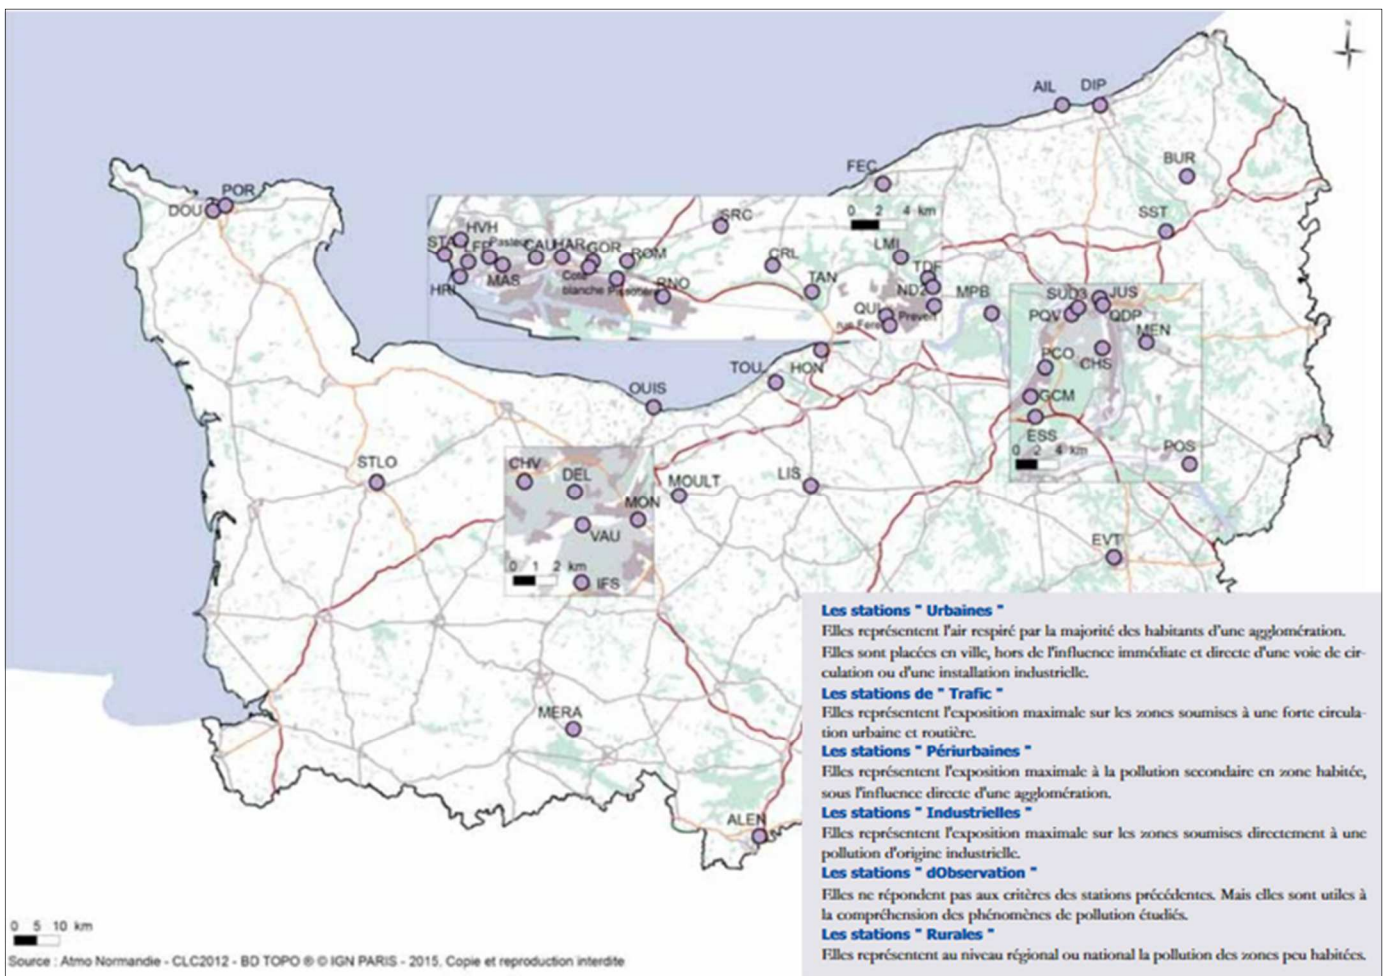 N
AIL DIP
FEC
BUR
POR
DOU
SST
SRC
0 2 4 km
HVH
STA
Pasteur
CAU HAR GOR ROM
LMI
CRL
TDF
HRI
MAS
Cote
blanche
RNO
TAN
ND2
MPB
QUI
Prevert
SUD3 JUS
PQV QDP
MEN
PCO
CHS
GCM
ESS
0 2 4 km
POS
TOU HON
OUIS
STLO
CHV
DEL
MOULT
LIS
MON
VAU
EVT
0 1 2 km
IFS
MERA
ALEN
Les stations " Urbaines "
Elles représentent l'air respiré par la majorité des habitants d'une agglomération.
Elles sont placées en ville, hors de l'influence immédiate et directe d'une voie de cir-
culation ou d'une installation industrielle.
Les stations de " Trafic "
Elles représentent l'exposition maximale sur les zones soumises à une forte circula-
tion urbaine et routière.
Les stations " Périurbaines "
Elles représentent l'exposition maximale à la pollution secondaire en zone habitée,
sous l'influence directe d'une agglomération.
Les stations " Industrielles "
Elles représentent l'exposition maximale sur les zones soumises directement à une
pollution d'origine industrielle.
Les stations " dObservation "
Elles ne répondent pas aux critères des stations précédentes. Mais elles sont utiles à
la compréhension des phénomènes de pollution étudiés.
Les stations " Rurales "
Elles représentent au niveau régional ou national la pollution des zones peu habitées.
0 5 10 km
Source : Atmo Normandie - CLC2012 - BD TOPO ® © IGN PARIS - 2015, Copie et reproduction interdite